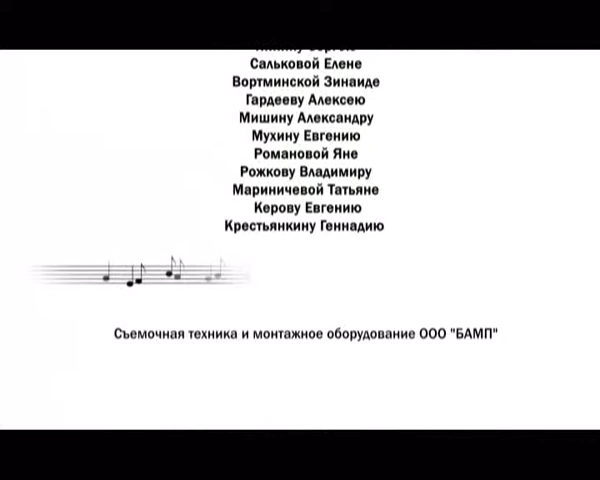 Сальковой Елене
Вортминской Зинаиде
Гардееву Алексею
Мишину Александру
Мухину Евгению
Романовой Яне
Рожкову Владимиру
Мариничевой Татьяне
Керову Евгению
Крестьянкину Геннадию
Съемочная техника и монтажное оборудование ООО "БАМП"